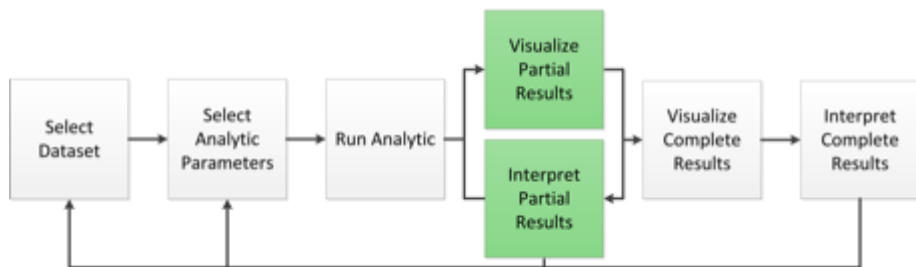 Select
Dataset
Select
Analytic
Parameters
Run Analytic
Visualize
Partial
Results
Interpret
Partial
Results
Visualize
Complete
Results
Interpret
Complete
Results